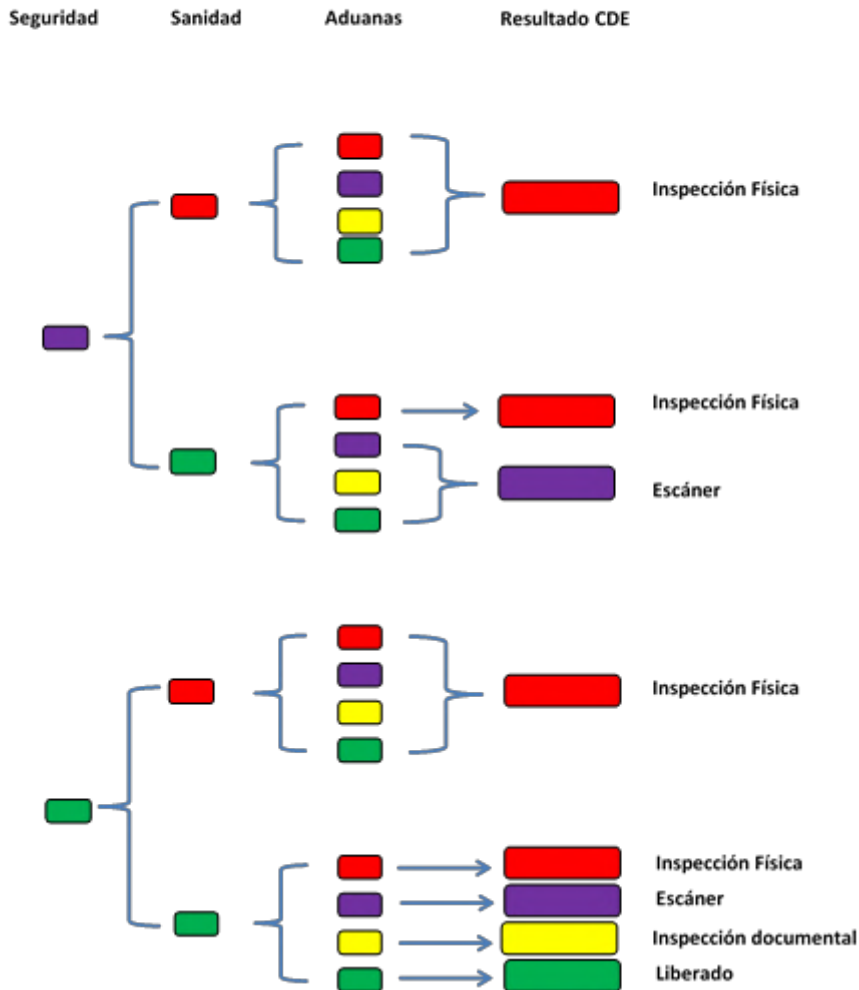 Seguridad Sanidad Aduanas Resultado CDE
Inspección Física
Inspección Física
Escáner
Inspección Física
Inspección Física
Escáner
Inspección documental
Liberado